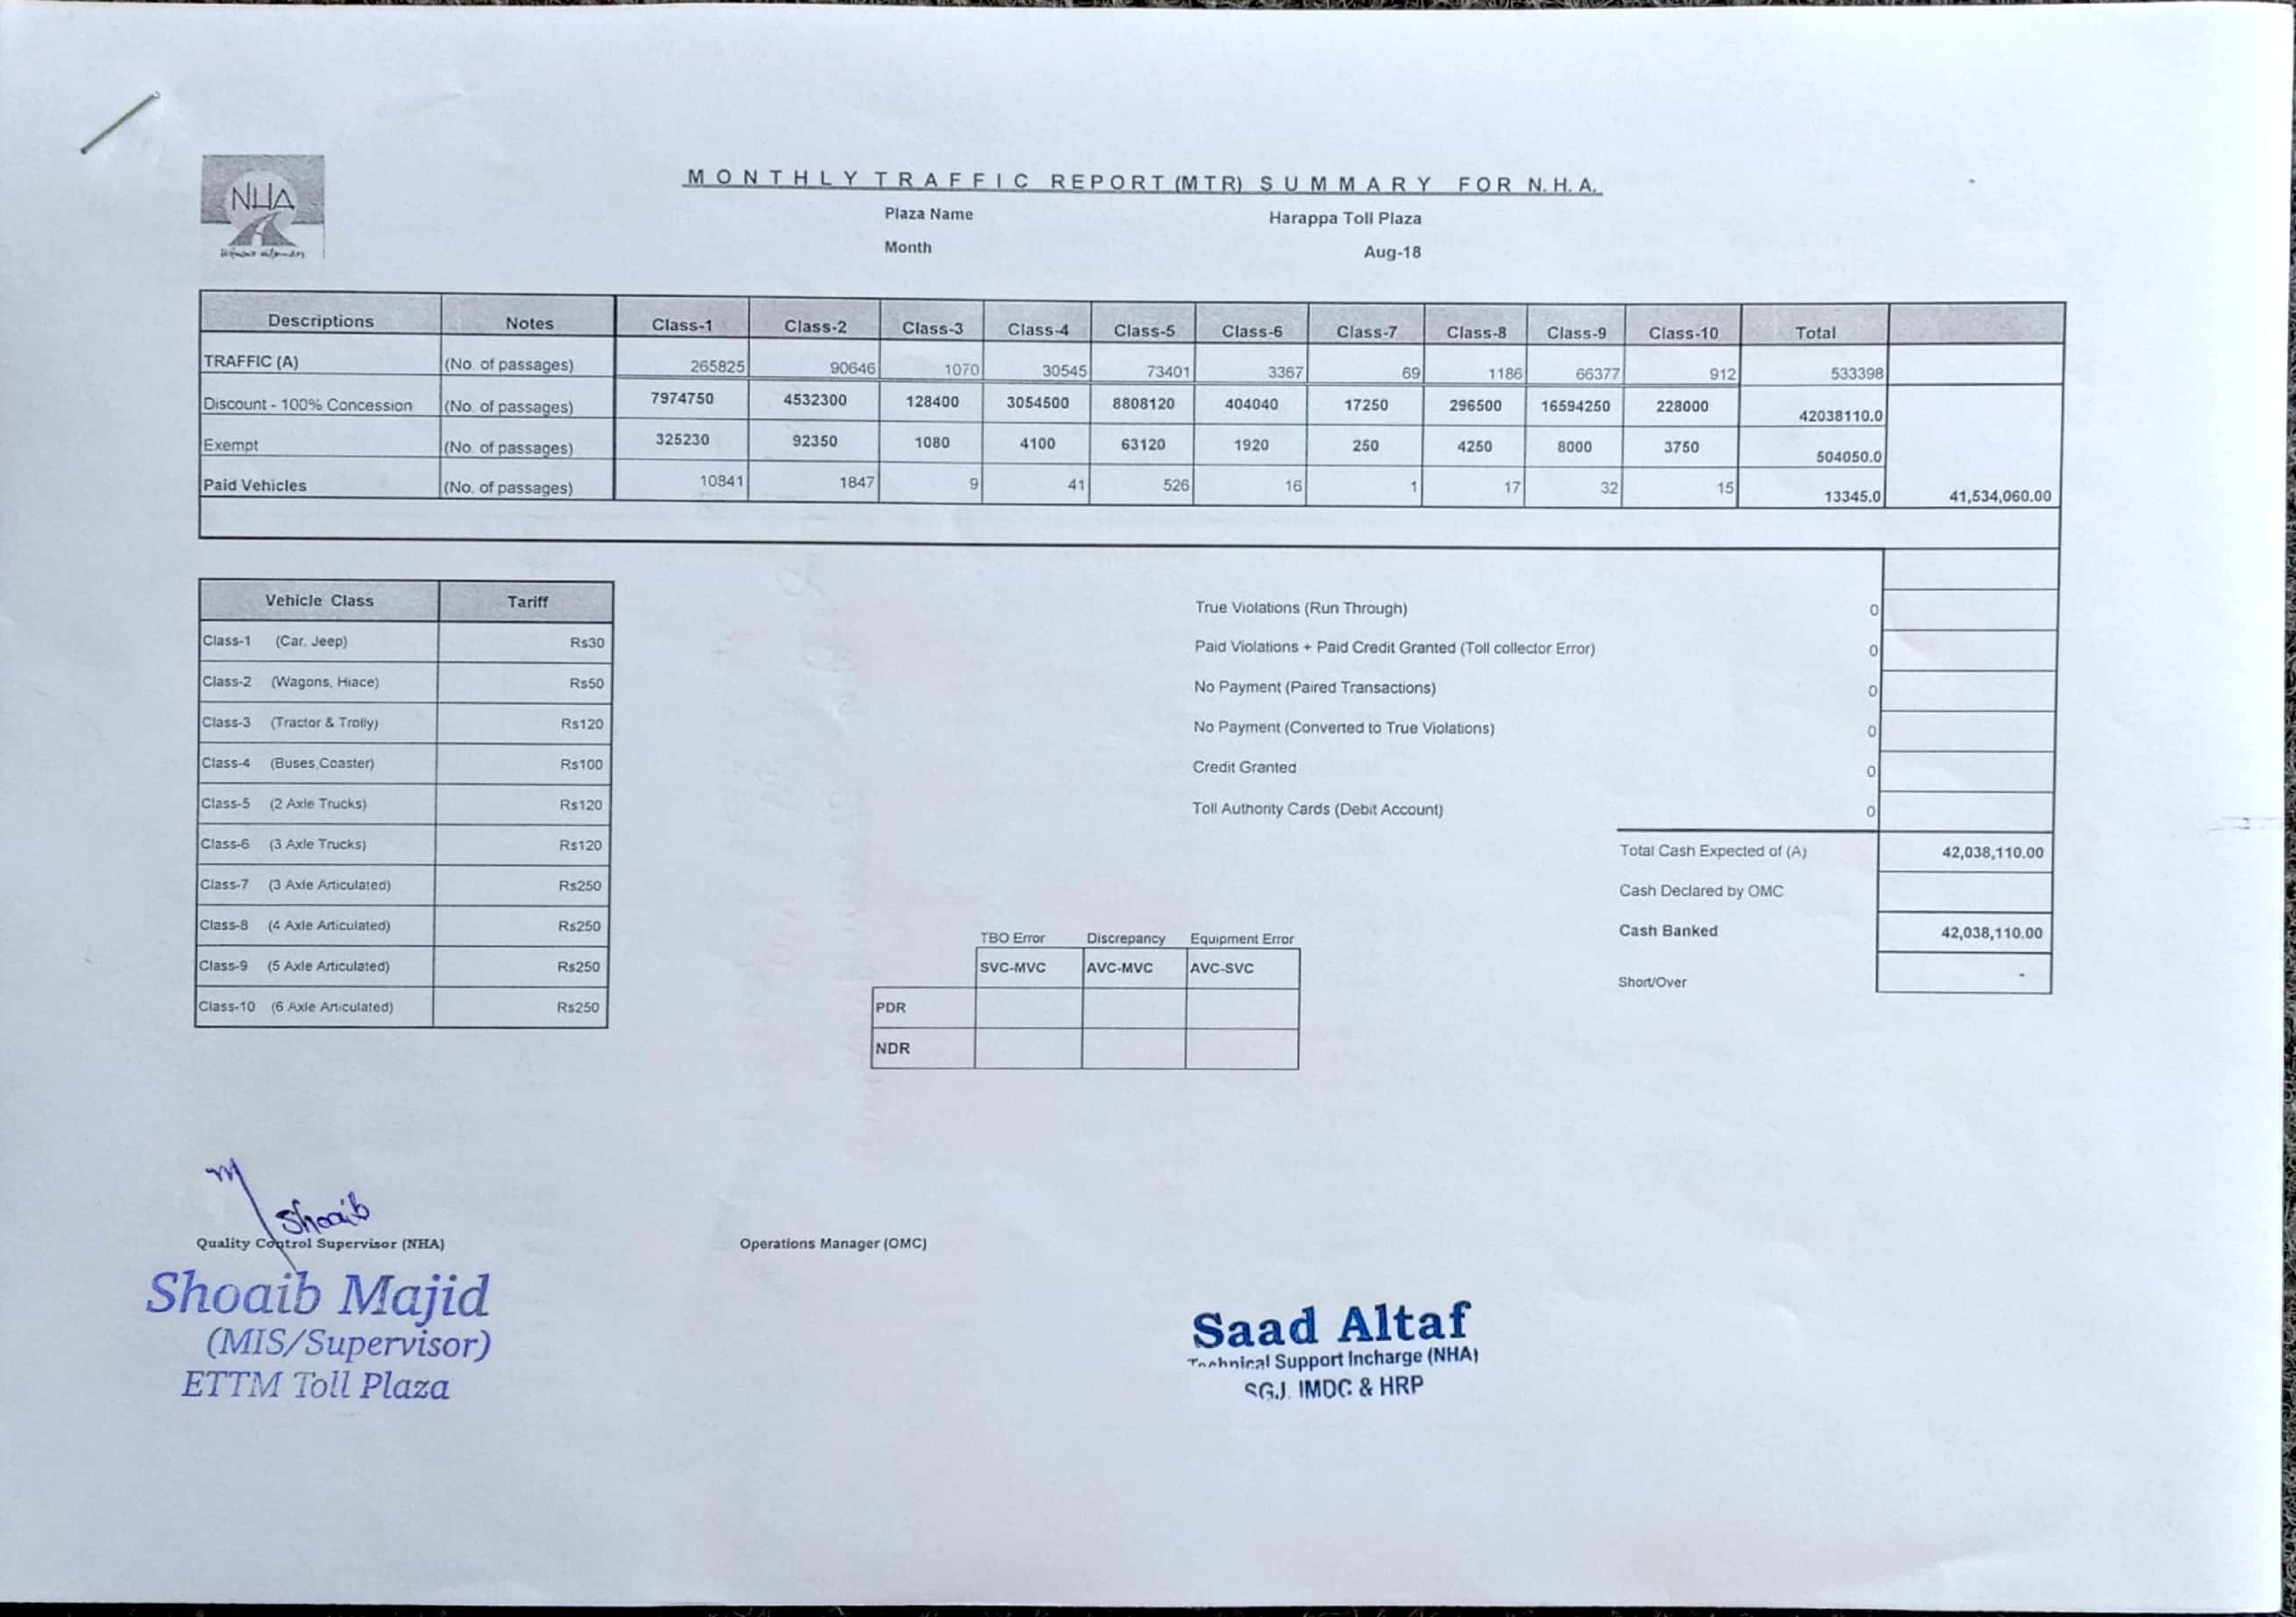 NHA
MONTHLY TRAFFIC REPORT (MTR) SUMMARY FOR N.H.A.
Plaza Name Harappa Toll Plaza
Month Aug-18
Descriptions Notes Class-1 Class-2 Class-3 Class-4 Class-5 Class-6 Class-7 Class-8 Class-9 Class-10 Total
TRAFFIC (A) (No. of passages) 265825 90646 1070 30545 73401 3367 69 1186 66377 912 533398
Discount - 100% Concession (No. of passages) 7974750 4532300 128400 3054500 8808120 404040 17250 296500 16594250 228000 42038110.0
Exempt (No. of passages) 325230 92350 1080 4100 63120 1920 250 4250 8000 3750 504050.0
Paid Vehicles (No. of passages) 10841 1847 9 41 526 16 1 17 32 15 13345.0 41,534,060.00
Vehicle Class Tariff
Class-1 (Car, Jeep) Rs30
Class-2 (Wagons, Hiace) Rs50
Class-3 (Tractor & Trolly) Rs120
Class-4 (Buses,Coaster) Rs100
Class-5 (2 Axle Trucks) Rs120
Class-6 (3 Axle Trucks) Rs120
Class-7 (3 Axle Articulated) Rs250
Class-8 (4 Axle Articulated) Rs250
Class-9 (5 Axle Articulated) Rs250
Class-10 (6 Axle Articulated) Rs250
True Violations (Run Through) 0
Paid Violations + Paid Credit Granted (Toll collector Error) 0
No Payment (Paired Transactions) 0
No Payment (Converted to True Violations) 0
Credit Granted 0
Toll Authority Cards (Debit Account) 0
Total Cash Expected of (A) 42,038,110.00
Cash Declared by OMC
Cash Banked 42,038,110.00
Short/Over -
TBO Error Discrepancy Equipment Error
SVC-MVC AVC-MVC AVC-SVC
PDR
NDR
Shoaib
Quality Control Supervisor (NHA) Operations Manager (OMC)
Shoaib Majid
(MIS/Supervisor)
ETTM Toll Plaza
Saad Altaf
Technical Support Incharge (NHA)
SGJ, IMDC & HRP